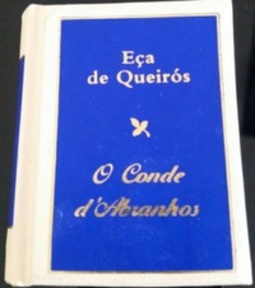 Eça
de Queirós
O Conde
d'Abranhos